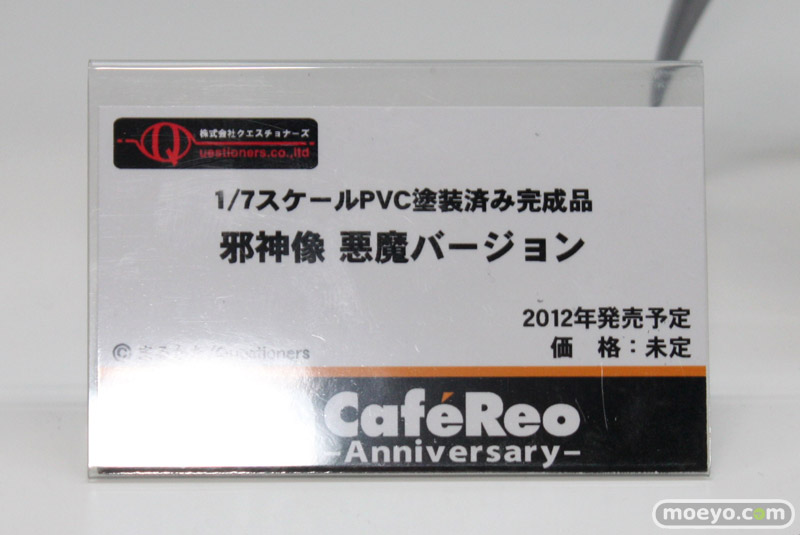 株式会社クエスチョナーズ
Questioners.co.,ltd
1/7スケールPVC塗装済み完成品
邪神像 悪魔バージョン
2012年発売予定
価 格：未定
©
CaféReo
-Anniversary-
moeyo.com